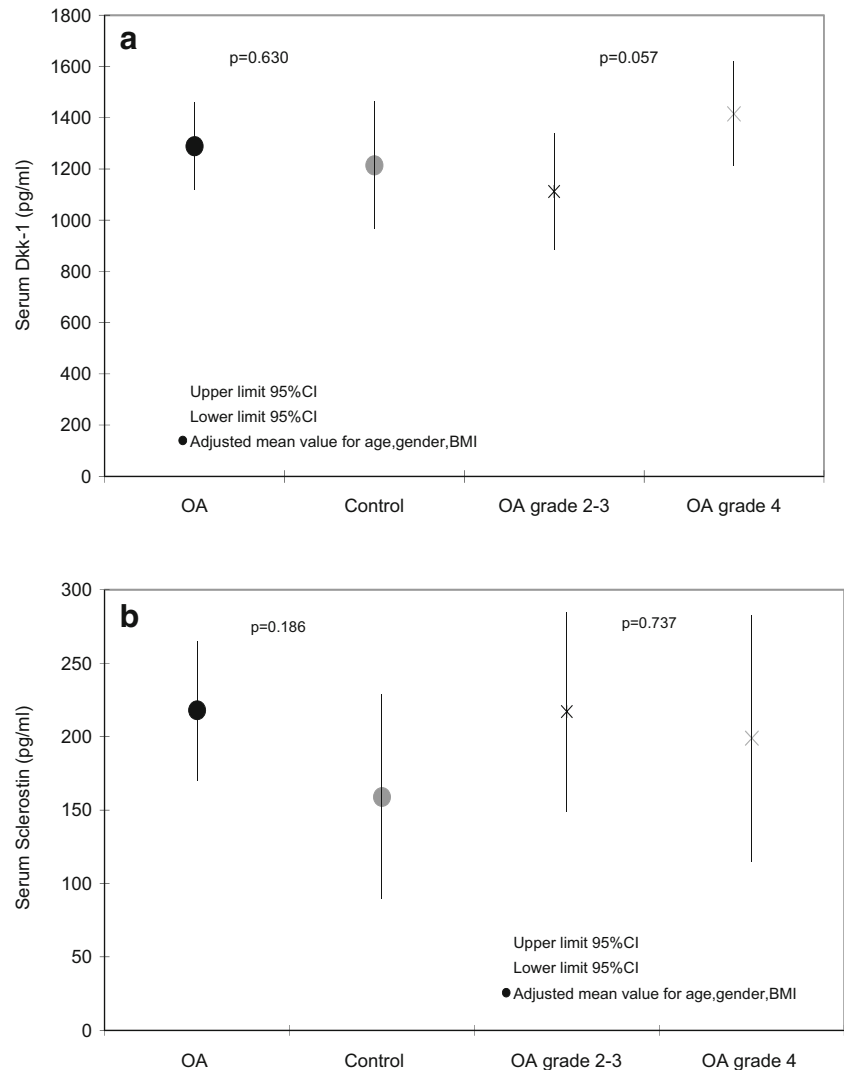 a
p=0.630
p=0.057
Serum Dkk-1 (pg/ml)
1800
1600
1400
1200
1000
800
600
400
200
0
Upper limit 95%CI
Lower limit 95%CI
Adjusted mean value for age,gender,BMI
OA
Control
OA grade 2-3
OA grade 4
b
p=0.186
p=0.737
Serum Sclerostin (pg/ml)
300
250
200
150
100
50
0
Upper limit 95%CI
Lower limit 95%CI
Adjusted mean value for age,gender,BMI
OA
Control
OA grade 2-3
OA grade 4